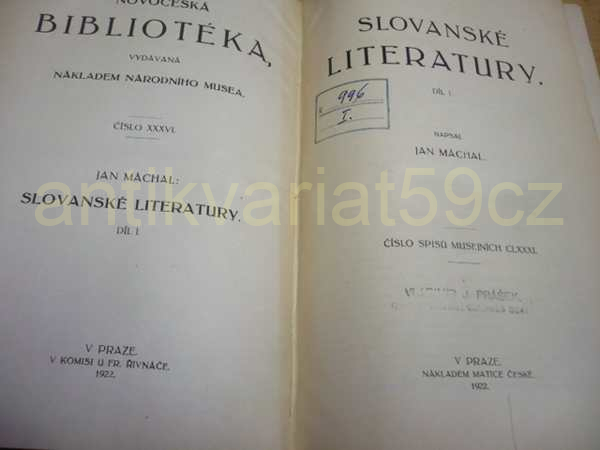 NOVOČESKÁ
BIBLIOTÉKA,
VYDÁVANÁ
NÁKLADEM NÁRODNÍHO MUSEA.
ČÍSLO XXXVI.
JAN MÁCHAL:
SLOVANSKÉ LITERATURY.
DÍL I
V PRAZE.
V KOMISI U FR. ŘIVNÁČE.
1922.
SLOVANSKÉ
LITERATURY.
DÍL I.
996
I.
NAPSAL
JAN MÁCHAL.
ČÍSLO SPISŮ MUSEJNÍCH CLXXXI.
J. PRÁŠEK
V PRAZE.
NÁKLADEM MATICE ČESKÉ.
1922.
antikvariat59cz